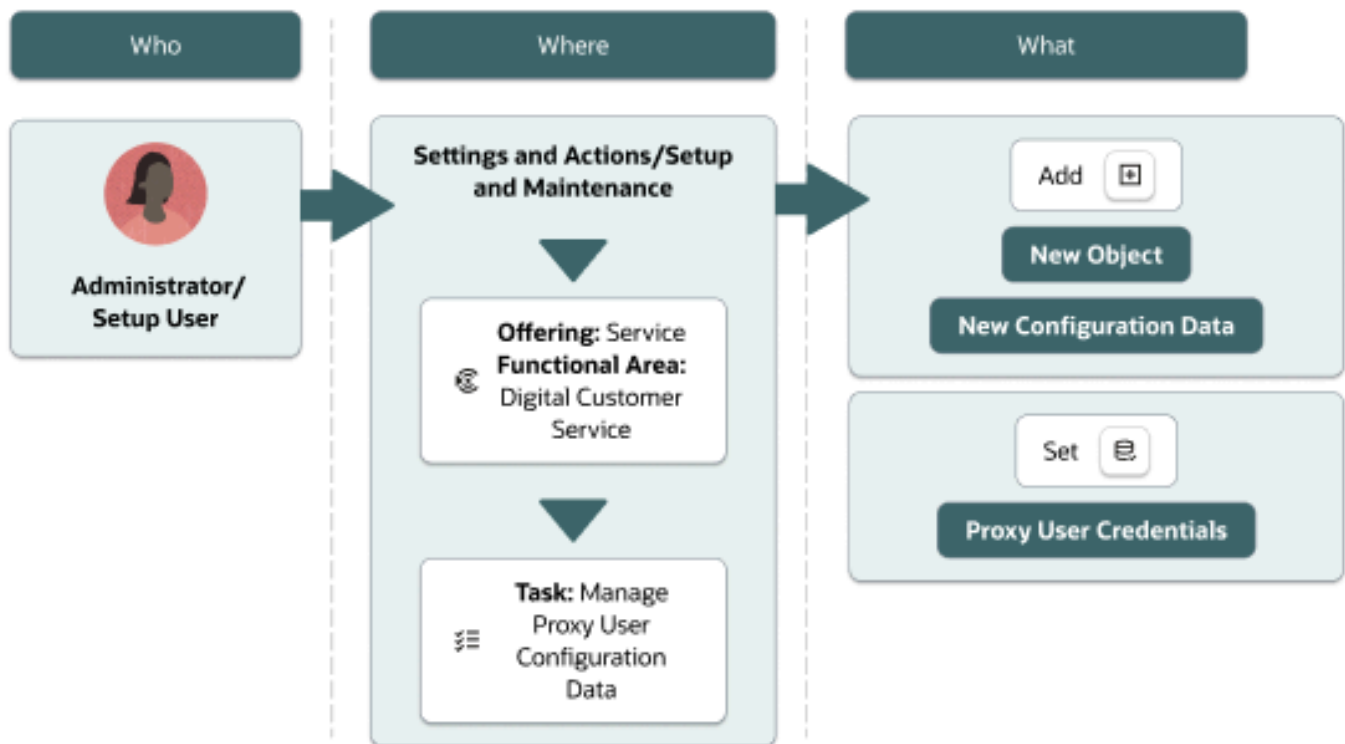 Who
Where
What
Administrator/
Setup User
Settings and Actions/Setup
and Maintenance
Offering: Service
Functional Area:
Digital Customer
Service
Task: Manage
Proxy User
Configuration
Data
Add
New Object
New Configuration Data
Set
Proxy User Credentials